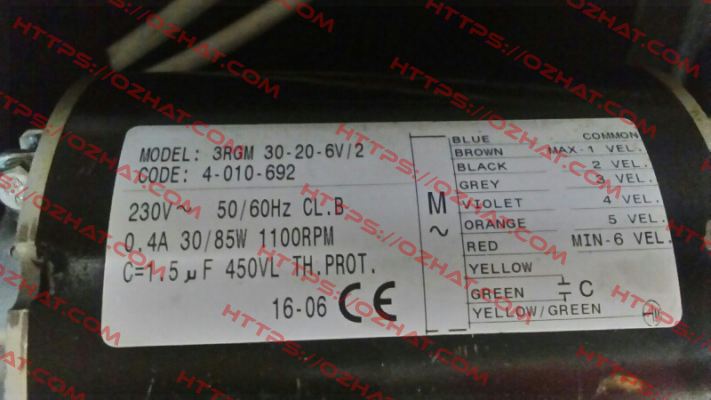 MODEL: 3RGM 30-20-6V/2
CODE: 4-010-692
230V~ 50/60Hz CL.B
0,4A 30/85W 1100RPM
C=1.5µF 450VL TH.PROT.
16-06 CE
M
~
BLUE COMMON
BROWN MAX-1 VEL.
BLACK 2 VEL.
GREY 3 VEL.
VIOLET 4 VEL.
ORANGE 5 VEL.
RED MIN-6 VEL.
YELLOW
GREEN C
YELLOW/GREEN
HTTPS://OZHAT.COM